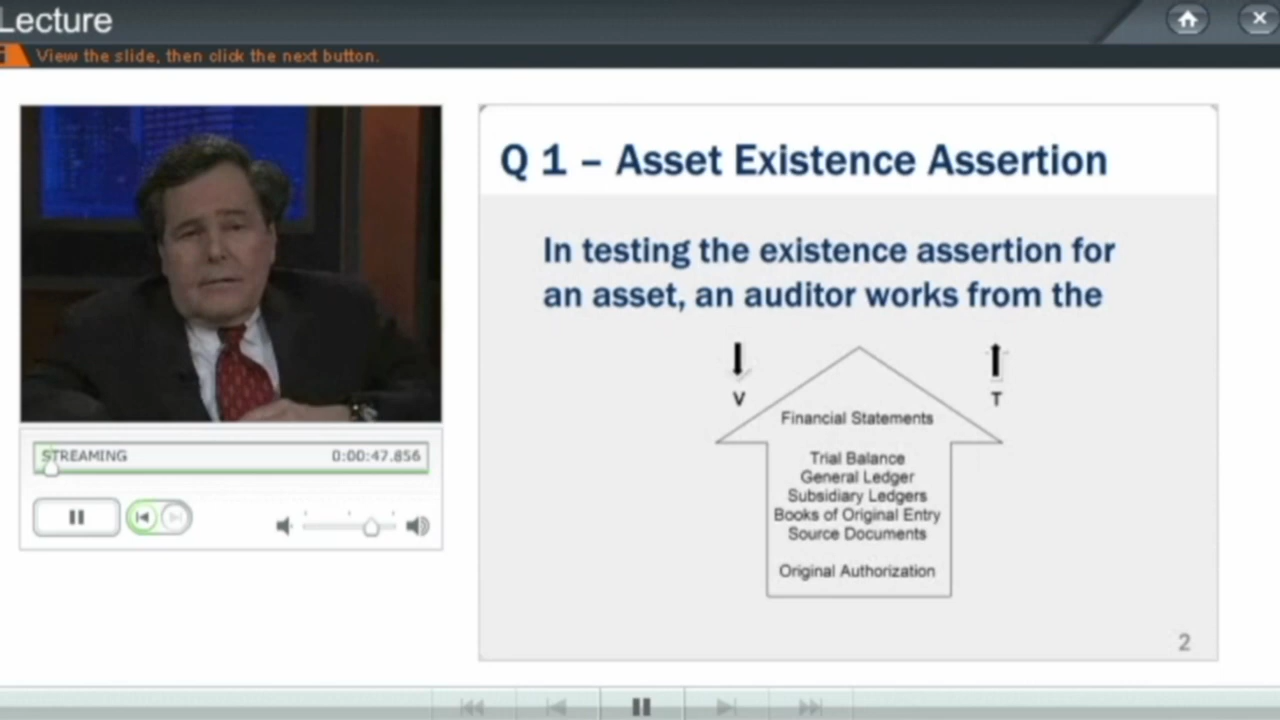 Lecture
View the slide, then click the next button.
Q 1 – Asset Existence Assertion
In testing the existence assertion for
an asset, an auditor works from the
V
T
Financial Statements
Trial Balance
General Ledger
Subsidiary Ledgers
Books of Original Entry
Source Documents
Original Authorization
STREAMING 0:00:47.856
2